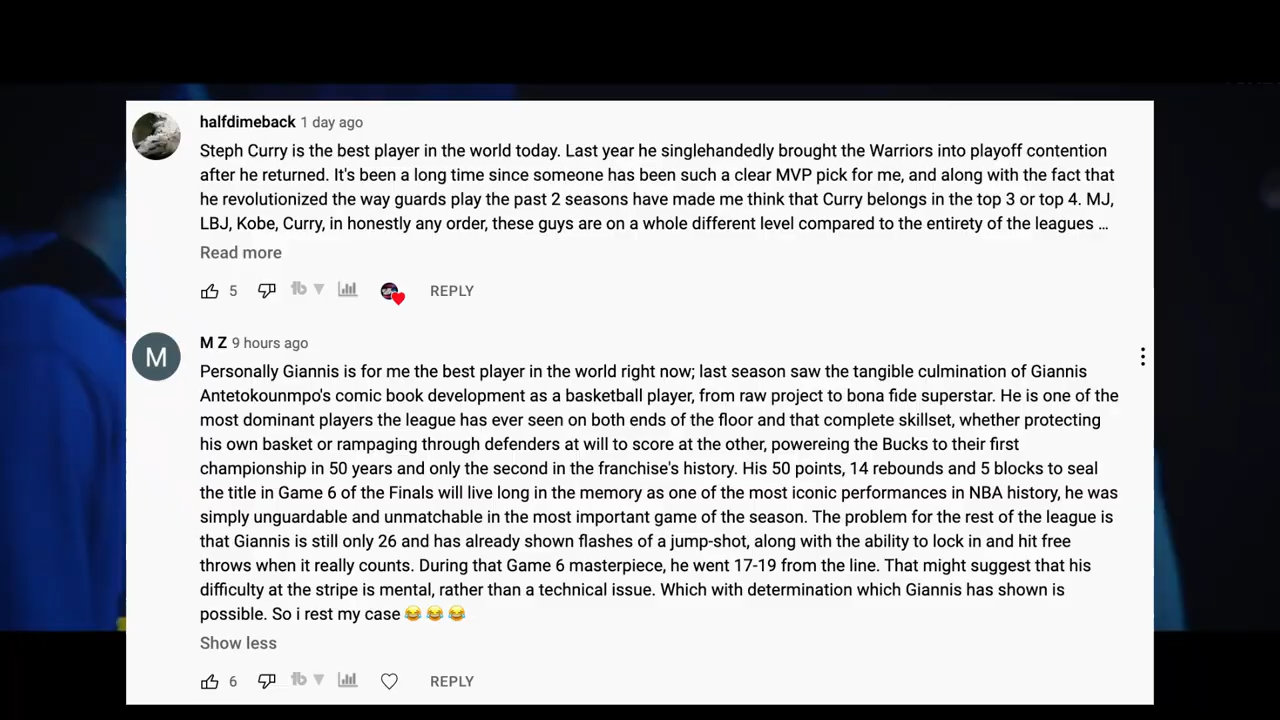 halfdimeback 1 day ago
Steph Curry is the best player in the world today. Last year he singlehandedly brought the Warriors into playoff contention
after he returned. It's been a long time since someone has been such a clear MVP pick for me, and along with the fact that
he revolutionized the way guards play the past 2 seasons have made me think that Curry belongs in the top 3 or top 4. MJ,
LBJ, Kobe, Curry, in honestly any order, these guys are on a whole different level compared to the entirety of the leagues ...
Read more
5 REPLY
M
M Z 9 hours ago
Personally Giannis is for me the best player in the world right now; last season saw the tangible culmination of Giannis
Antetokounmpo's comic book development as a basketball player, from raw project to bona fide superstar. He is one of the
most dominant players the league has ever seen on both ends of the floor and that complete skillset, whether protecting
his own basket or rampaging through defenders at will to score at the other, powereing the Bucks to their first
championship in 50 years and only the second in the franchise's history. His 50 points, 14 rebounds and 5 blocks to seal
the title in Game 6 of the Finals will live long in the memory as one of the most iconic performances in NBA history, he was
simply unguardable and unmatchable in the most important game of the season. The problem for the rest of the league is
that Giannis is still only 26 and has already shown flashes of a jump-shot, along with the ability to lock in and hit free
throws when it really counts. During that Game 6 masterpiece, he went 17-19 from the line. That might suggest that his
difficulty at the stripe is mental, rather than a technical issue. Which with determination which Giannis has shown is
possible. So i rest my case 😂 😂 😂
Show less
6 REPLY